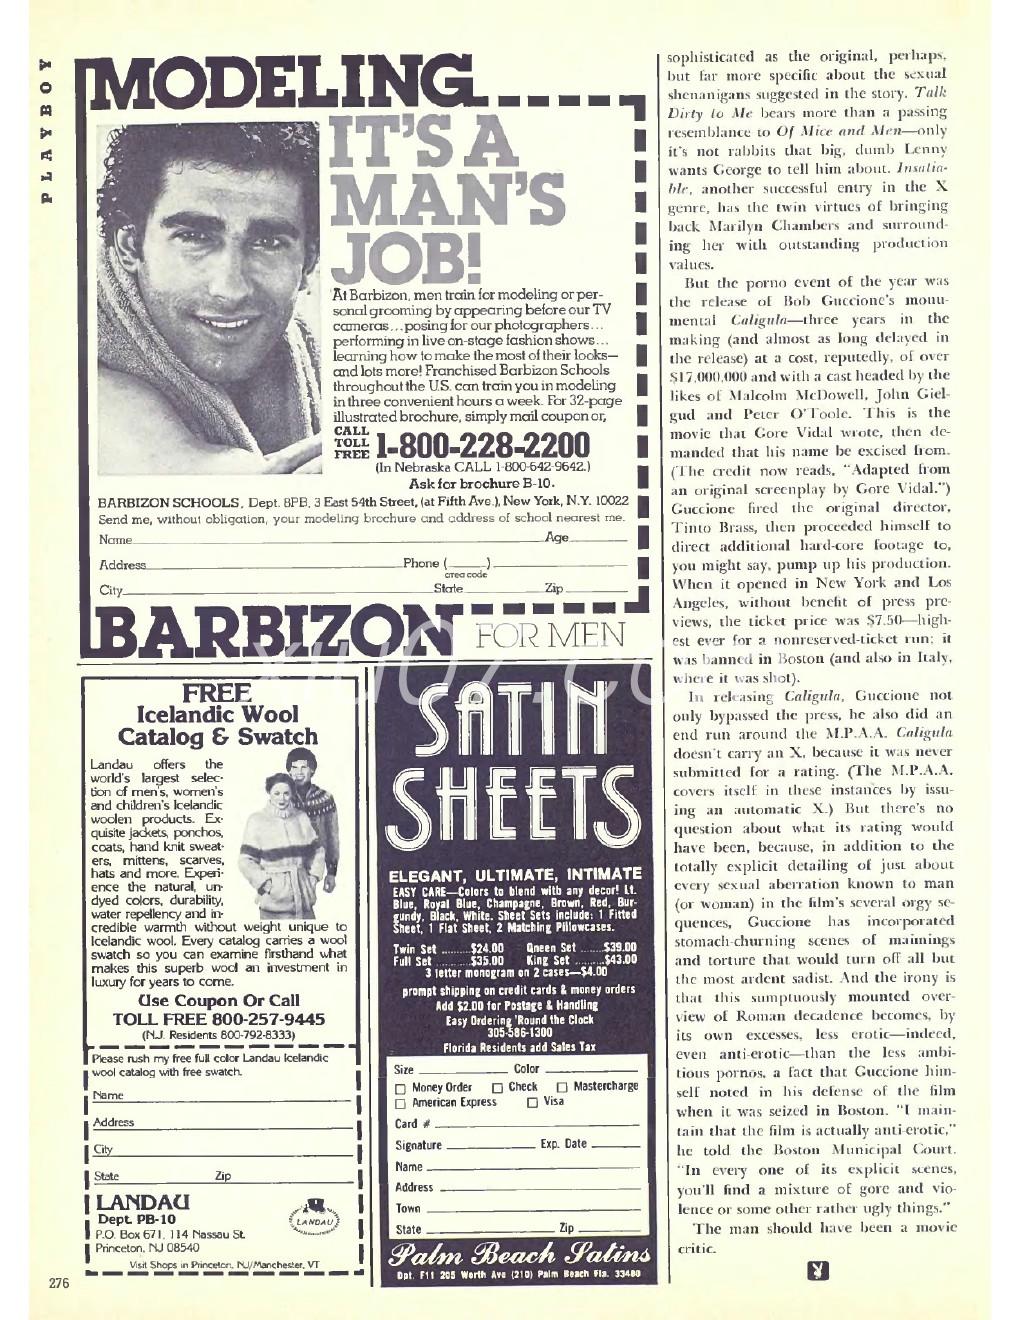 PLAYBOY
MODELING
IT'S A
MAN'S
JOB!
At Barbizon, men train for modeling or per-
sonal grooming by appearing before our TV
cameras...posing for our photographers...
performing in live on-stage fashion shows...
learning how to make the most of their looks—
and lots more! Franchised Barbizon Schools
throughout the U.S. can train you in modeling
in three convenient hours a week. For 32-page
illustrated brochure, simply mail coupon or,
CALL
TOLL
FREE 1-800-228-2200
(In Nebraska CALL 1-800-642-9642.)
Ask for brochure B-10.
BARBIZON SCHOOLS, Dept. 8PB, 3 East 54th Street, (at Fifth Ave.), New York, N.Y. 10022
Send me, without obligation, your modeling brochure and address of school nearest me.
Name Age
Address Phone ( )
area code
City State Zip
BARBIZON FOR MEN
FREE
Icelandic Wool
Catalog & Swatch
Landau offers the
world's largest selec-
tion of men's, women's
and children's Icelandic
woolen products. Ex-
quisite jackets, ponchos,
coats, hand knit sweat-
ers, mittens, scarves,
hats and more. Experi-
ence the natural, un-
dyed colors, durability,
water repellency and in-
credible warmth without weight unique to
Icelandic wool. Every catalog carries a wool
swatch so you can examine firsthand what
makes this superb wool an investment in
luxury for years to come.
Use Coupon Or Call
TOLL FREE 800-257-9445
(N.J. Residents 800-792-8333)
Please rush my free full color Landau Icelandic
wool catalog with free swatch.
Name
Address
City
State Zip
LANDAU
Dept. PB-10
P.O. Box 671, 114 Nassau St.
Princeton, NJ 08540
LANDAU
Visit Shops in Princeton, NJ/Manchester, VT
276
SATIN
SHEETS
ELEGANT, ULTIMATE, INTIMATE
EASY CARE—Colors to blend with any decor! Lt.
Blue, Royal Blue, Champagne, Brown, Red, Bur-
gundy, Black, White. Sheet Sets include: 1 Fitted
Sheet, 1 Flat Sheet, 2 Matching Pillowcases.
Twin Set .........$24.00 Queen Set .......$39.00
Full Set ..........$35.00 King Set ..........$43.00
3 letter monogram on 2 cases—$4.00
prompt shipping on credit cards & money orders
Add $2.00 for Postage & Handling
Easy Ordering 'Round the Clock
305-586-1300
Florida Residents add Sales Tax
Size Color
Money Order Check Mastercharge
American Express Visa
Card #
Signature Exp. Date
Name
Address
Town
State Zip
Palm Beach Satins
Dpt. F11 205 Worth Ave (210) Palm Beach Fla. 33480
sophisticated as the original, perhaps,
but far more specific about the sexual
shenanigans suggested in the story. Talk
Dirty to Me bears more than a passing
resemblance to Of Mice and Men—only
it's not rabbits that big, dumb Lenny
wants George to tell him about. Insatia-
ble, another successful entry in the X
genre, has the twin virtues of bringing
back Marilyn Chambers and surround-
ing her with outstanding production
values.
But the porno event of the year was
the release of Bob Guccione's monu-
mental Caligula—three years in the
making (and almost as long delayed in
the release) at a cost, reputedly, of over
$17,000,000 and with a cast headed by the
likes of Malcolm McDowell, John Giel-
gud and Peter O'Toole. This is the
movie that Gore Vidal wrote, then de-
manded that his name be excised from.
(The credit now reads, "Adapted from
an original screenplay by Gore Vidal.")
Guccione fired the original director,
Tinto Brass, then proceeded himself to
direct additional hard-core footage to,
you might say, pump up his production.
When it opened in New York and Los
Angeles, without benefit of press pre-
views, the ticket price was $7.50—high-
est ever for a nonreserved-ticket run; it
was banned in Boston (and also in Italy,
where it was shot).
In releasing Caligula, Guccione not
only bypassed the press, he also did an
end run around the M.P.A.A. Caligula
doesn't carry an X, because it was never
submitted for a rating. (The M.P.A.A.
covers itself in these instances by issu-
ing an automatic X.) But there's no
question about what its rating would
have been, because, in addition to the
totally explicit detailing of just about
every sexual aberration known to man
(or woman) in the film's several orgy se-
quences, Guccione has incorporated
stomach-churning scenes of maimings
and torture that would turn off all but
the most ardent sadist. And the irony is
that this sumptuously mounted over-
view of Roman decadence becomes, by
its own excesses, less erotic—indeed,
even anti-erotic—than the less ambi-
tious pornos, a fact that Guccione him-
self noted in his defense of the film
when it was seized in Boston. "I main-
tain that the film is actually anti-erotic,"
he told the Boston Municipal Court.
"In every one of its explicit scenes,
you'll find a mixture of gore and vio-
lence or some other rather ugly things."
The man should have been a movie
critic.